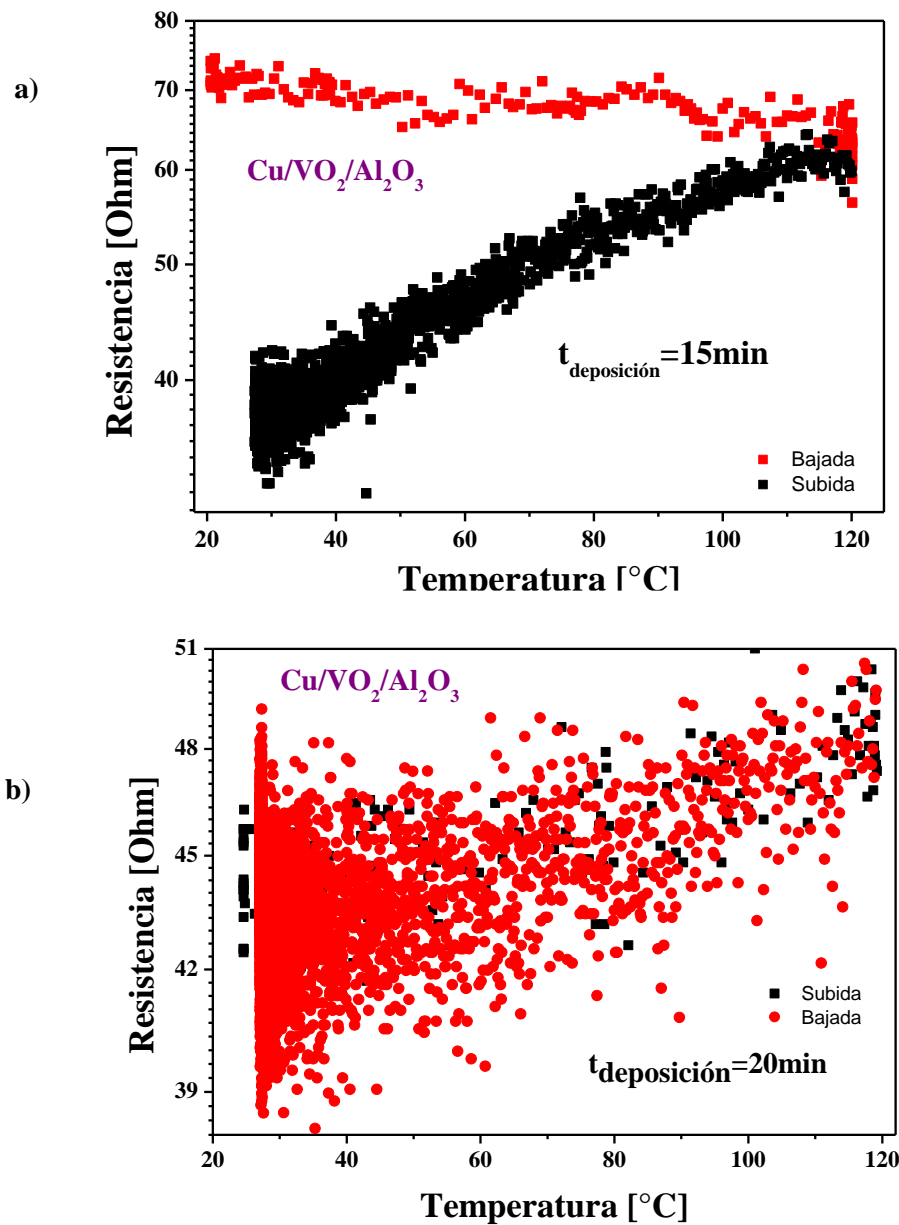 a)
80
70
60
50
40
Resistencia [Ohm]
Cu/VO2/Al2O3
t deposición=15min
Bajada
Subida
20 40 60 80 100 120
Temperatura [°C]
b)
51
48
45
42
39
Resistencia [Ohm]
Cu/VO2/Al2O3
Subida
Bajada
tdeposición=20min
20 40 60 80 100 120
Temperatura [°C]